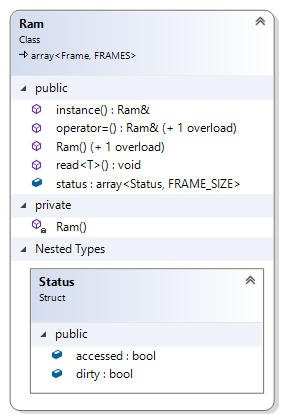 Ram
Class
array<Frame, FRAMES>
public
instance() : Ram&
operator=() : Ram& (+ 1 overload)
Ram() (+ 1 overload)
read<T>() : void
status : array<Status, FRAME_SIZE>
private
Ram()
Nested Types
Status
Struct
public
accessed : bool
dirty : bool